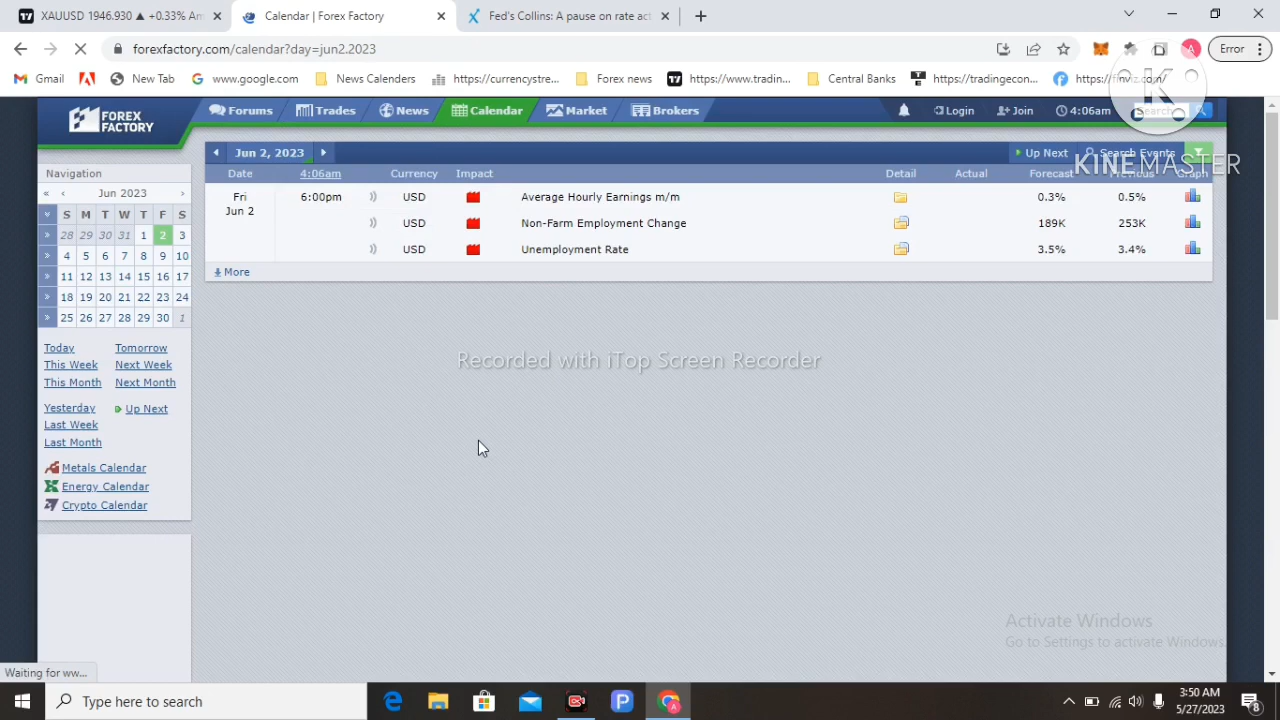 XAUUSD 1946.930 ▲ +0.33% Am
Calendar | Forex Factory
Fed's Collins: A pause on rate act
forexfactory.com/calendar?day=jun2.2023
A
Error
Gmail
New Tab
www.google.com
News Calenders
https://currencystre...
Forex news
https://www.tradin...
Central Banks
https://tradingecon...
https://finviz.com/
FOREX FACTORY
Forums
Trades
News
Calendar
Market
Brokers
Login
Join
4:06am
Search
K
KINEMASTER
Navigation
« ‹ Jun 2023 ›
S M T W T F S
28 29 30 31 1 2 3
4 5 6 7 8 9 10
11 12 13 14 15 16 17
18 19 20 21 22 23 24
25 26 27 28 29 30 1
Today Tomorrow
This Week Next Week
This Month Next Month
Yesterday Up Next
Last Week
Last Month
Metals Calendar
Energy Calendar
Crypto Calendar
Jun 2, 2023
Up Next
Search Events
Date 4:06am Currency Impact Detail Actual Forecast Previous Graph
Fri 6:00pm USD Average Hourly Earnings m/m 0.3% 0.5%
Jun 2
USD Non-Farm Employment Change 189K 253K
USD Unemployment Rate 3.5% 3.4%
More
Recorded with iTop Screen Recorder
Activate Windows
Go to Settings to activate Windows.
Waiting for ww...
Type here to search
3:50 AM
5/27/2023
8